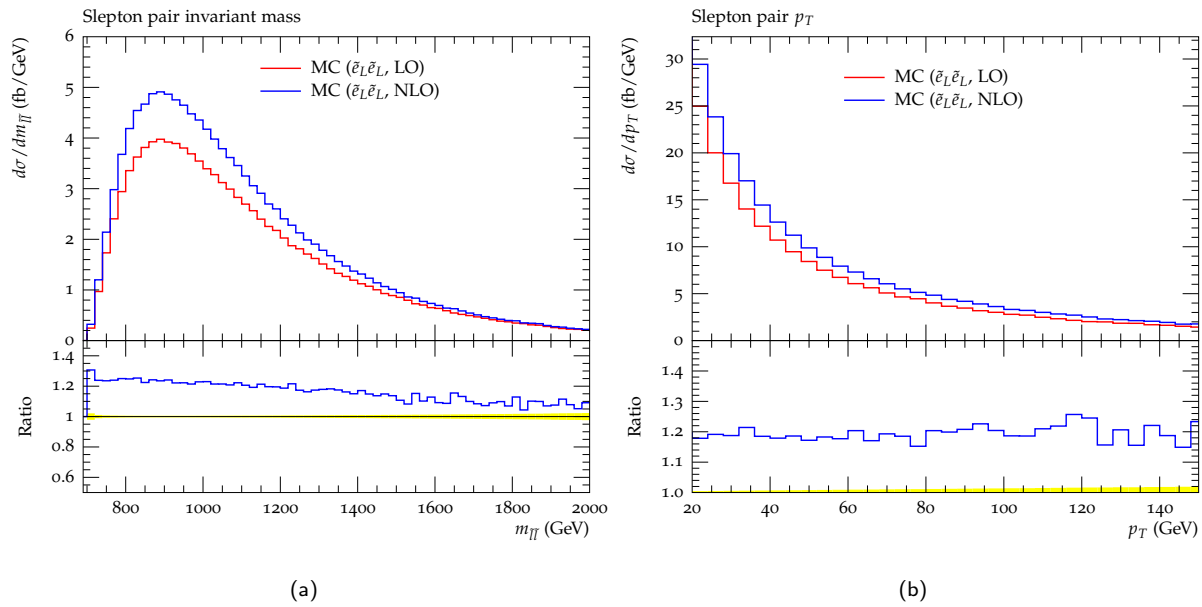 Slepton pair invariant mass
dσ/dm_{l̃l̃} (fb/GeV)
MC (ẽ_L ẽ_L, LO)
MC (ẽ_L ẽ_L, NLO)
6
5
4
3
2
1
0
Ratio
1.4
1.2
1
0.8
0.6
800 1000 1200 1400 1600 1800 2000
m_{l̃l̃} (GeV)
(a)
Slepton pair p_T
dσ/dp_T (fb/GeV)
MC (ẽ_L ẽ_L, LO)
MC (ẽ_L ẽ_L, NLO)
30
25
20
15
10
5
0
Ratio
1.4
1.3
1.2
1.1
1.0
20 40 60 80 100 120 140
p_T (GeV)
(b)